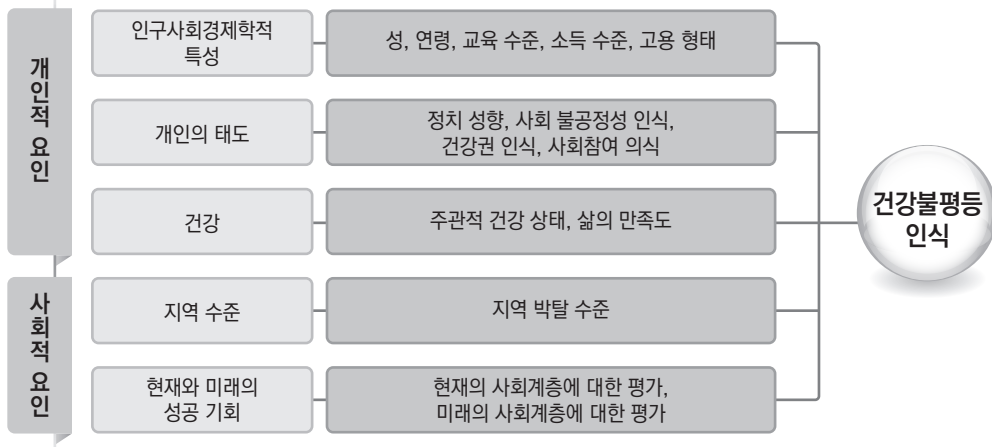 개인적 요인
인구사회경제학적
특성
성, 연령, 교육 수준, 소득 수준, 고용 형태
개인의 태도
정치 성향, 사회 불공정성 인식,
건강권 인식, 사회참여 의식
건강
주관적 건강 상태, 삶의 만족도
사회적 요인
지역 수준
지역 박탈 수준
현재와 미래의
성공 기회
현재의 사회계층에 대한 평가,
미래의 사회계층에 대한 평가
건강불평등
인식